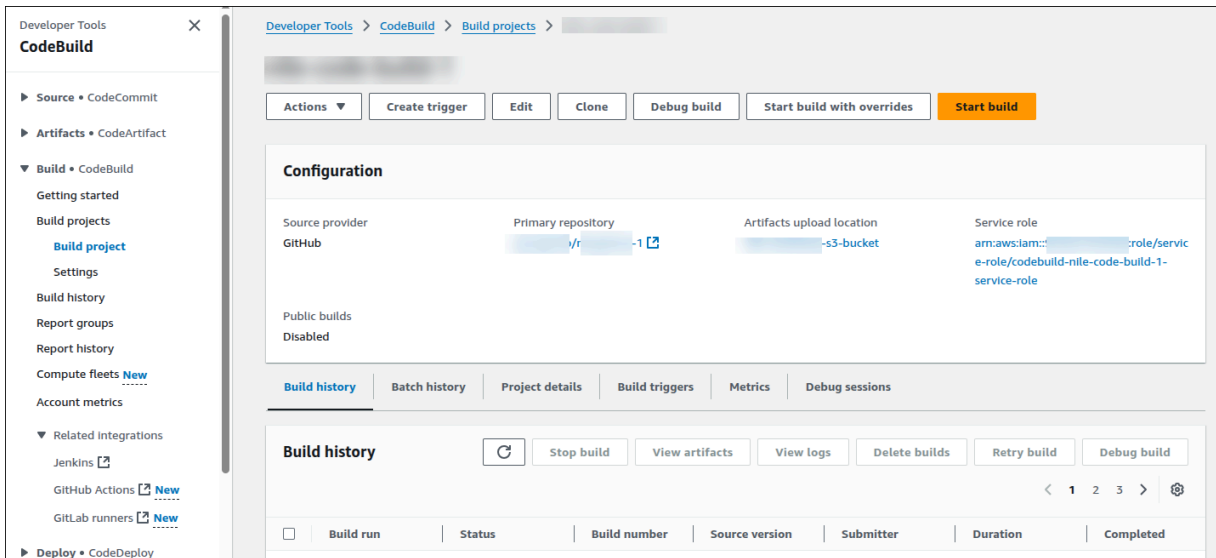 Developer Tools
CodeBuild
Source • CodeCommit
Artifacts • CodeArtifact
Build • CodeBuild
Getting started
Build projects
Build project
Settings
Build history
Report groups
Report history
Compute fleets New
Account metrics
Related integrations
Jenkins
GitHub Actions New
GitLab runners New
Deploy • CodeDeploy
Developer Tools > CodeBuild > Build projects >
Actions Create trigger Edit Clone Debug build Start build with overrides Start build
Configuration
Source provider
GitHub
Primary repository
-1
Artifacts upload location
-s3-bucket
Service role
arn:aws:iam:: :role/servic
e-role/codebuild-nile-code-build-1-
service-role
Public builds
Disabled
Build history Batch history Project details Build triggers Metrics Debug sessions
Build history Stop build View artifacts View logs Delete builds Retry build Debug build
< 1 2 3 >
Build run Status Build number Source version Submitter Duration Completed